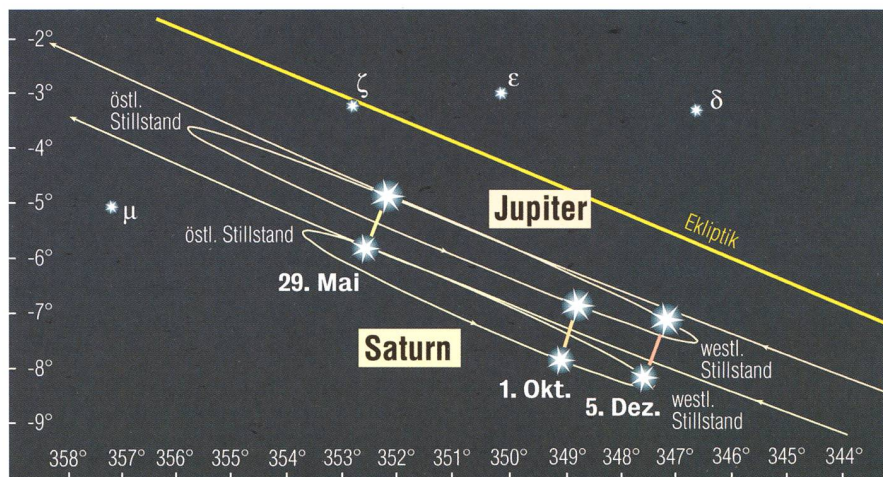 -2°
-3°
-4°
-5°
-6°
-7°
-8°
-9°
ζ
ε
δ
μ
östl.
Stillstand
östl. Stillstand
Jupiter
Ekliptik
29. Mai
Saturn
1. Okt.
5. Dez.
westl.
Stillstand
westl.
Stillstand
358° 357° 356° 355° 353° 352° 351° 350° 349° 348° 347° 346° 345° 344°